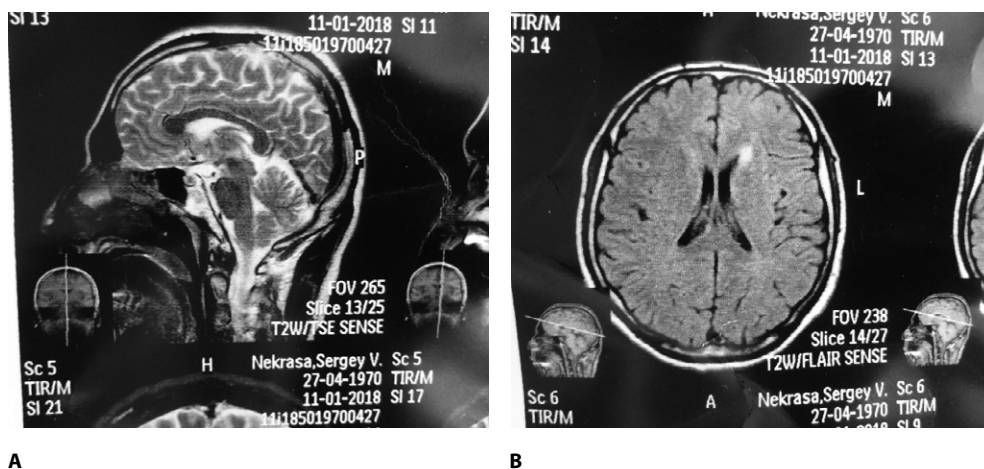 SI 13
11-01-2018 SI 11
11i185019700427
M
P
FOV 265
Slice 13/25
T2W/TSE SENSE
Sc 5
TIR/M
SI 21
H
Nekrasa,Sergey V. Sc 5
27-04-1970 TIR/M
11-01-2018 SI 17
11i185019700427
A
TIR/M
SI 14
Nekrasa,Sergey V. Sc 6
27-04-1970 TIR/M
11-01-2018 SI 13
11i185019700427
M
L
FOV 238
Slice 14/27
T2W/FLAIR SENSE
Sc 6
TIR/M
A
Nekrasa,Sergey V. Sc 6
27-04-1970 TIR/M
SI 9
B